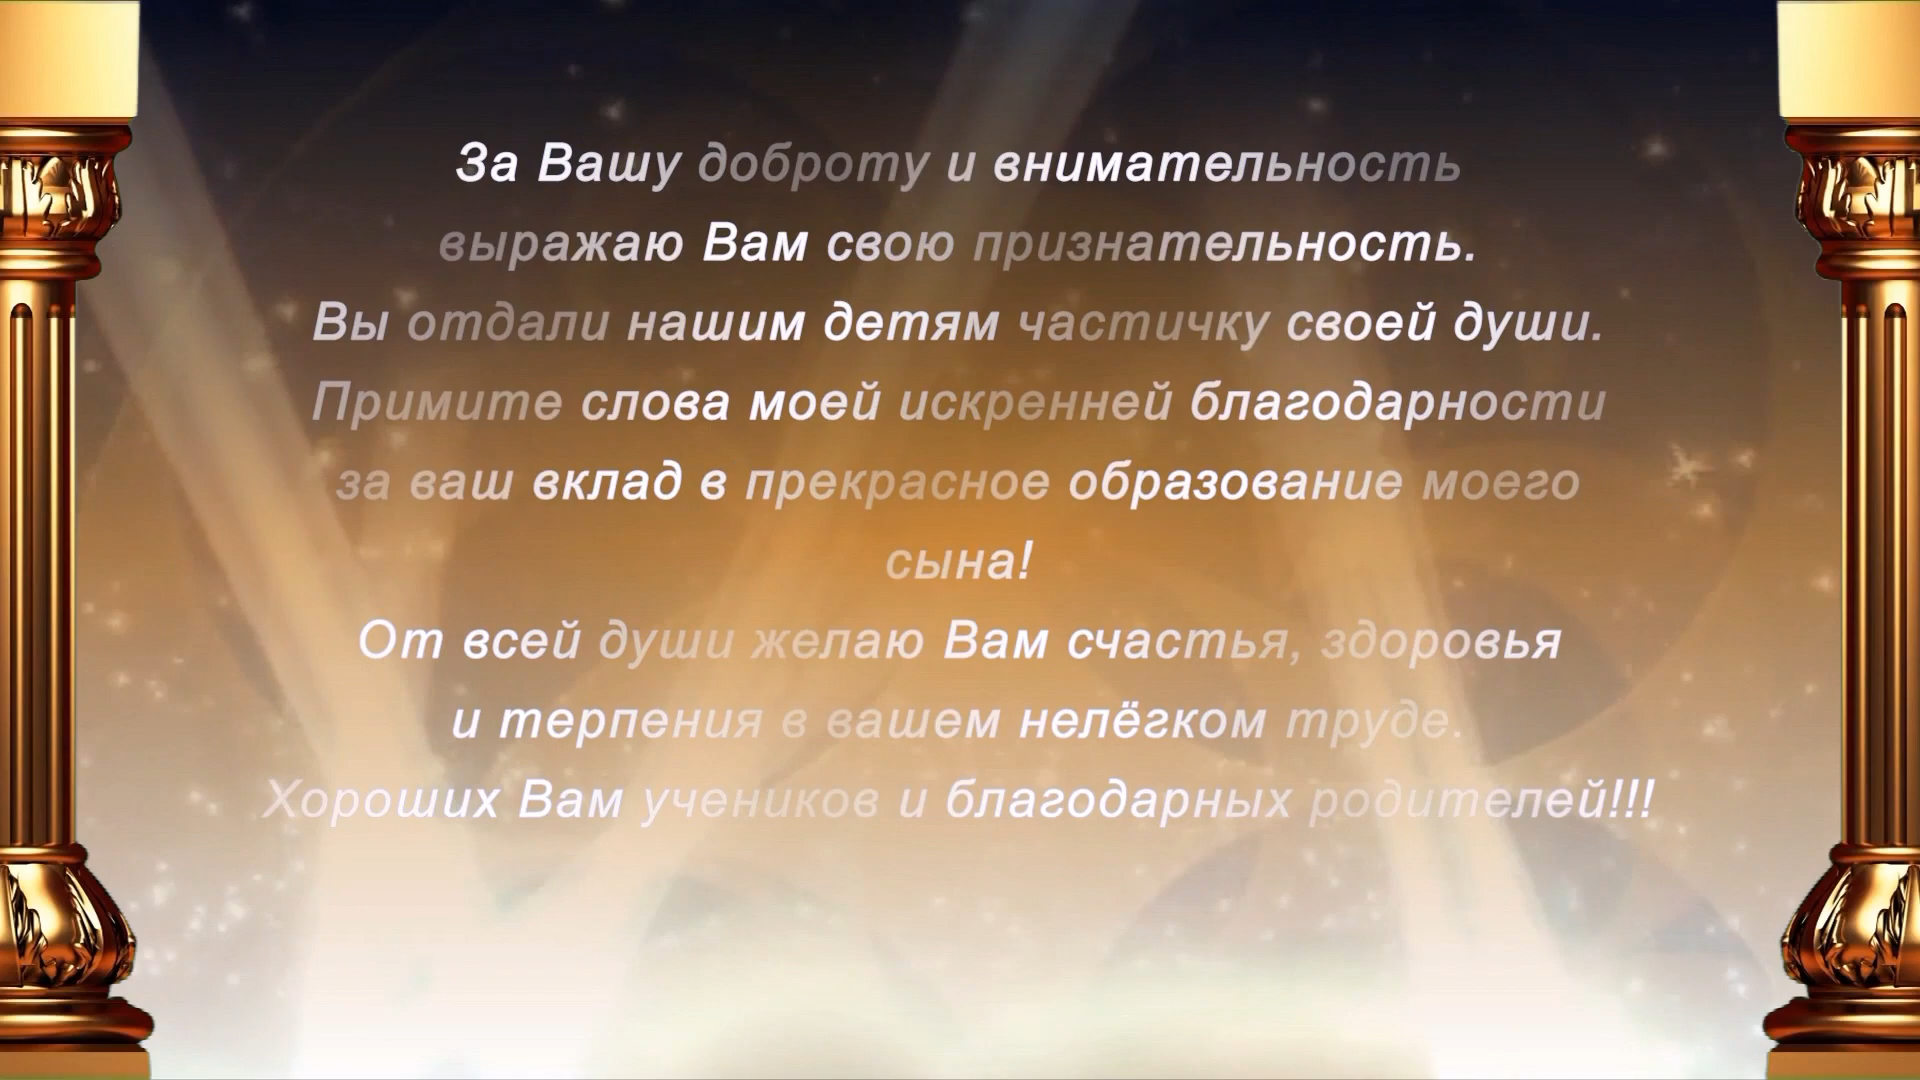 За Вашу доброту и внимательность
выражаю Вам свою признательность.
Вы отдали нашим детям частичку своей души.
Примите слова моей искренней благодарности
за ваш вклад в прекрасное образование моего
сына!
От всей души желаю Вам счастья, здоровья
и терпения в вашем нелёгком труде.
Хороших Вам учеников и благодарных родителей!!!